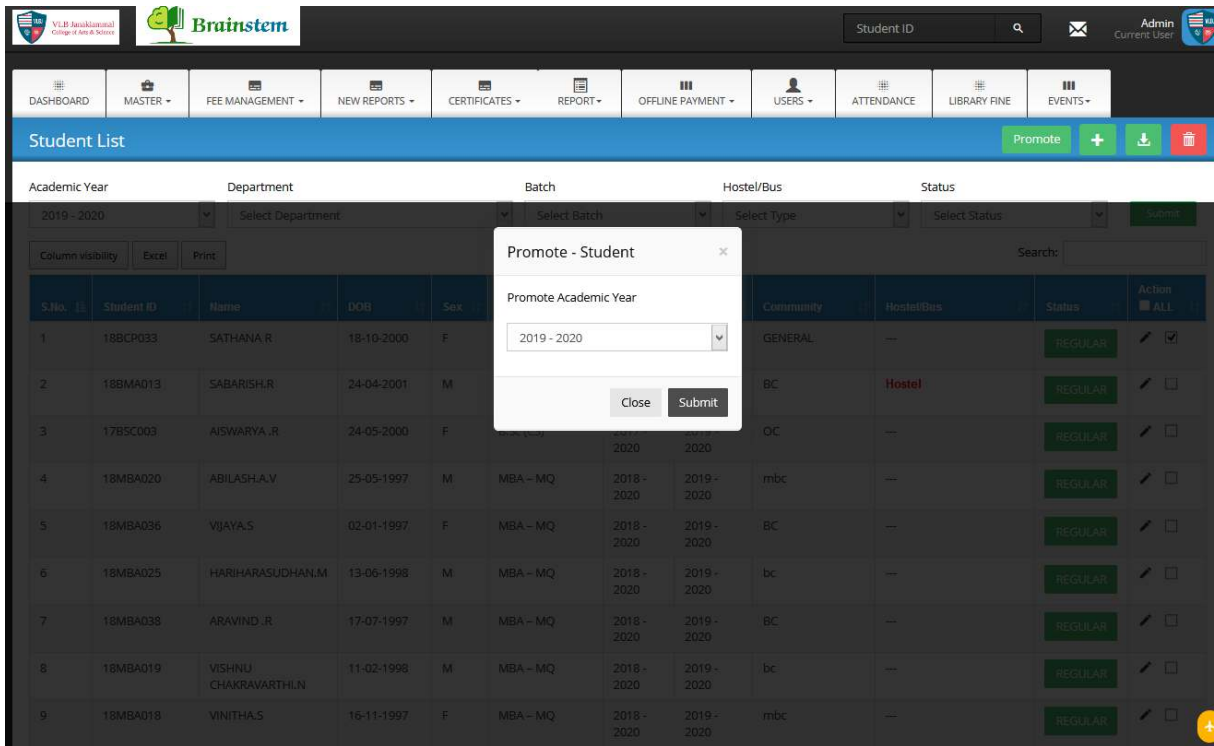 VLB Janakiammal
College of Arts & Science
Brainstem
Student ID
Admin
Current User
DASHBOARD MASTER FEE MANAGEMENT NEW REPORTS CERTIFICATES REPORT OFFLINE PAYMENT USERS ATTENDANCE LIBRARY FINE EVENTS
Student List Promote
Academic Year Department Batch Hostel/Bus Status
2019 - 2020 Select Department Select Batch Select Type Select Status Submit
Column visibility Excel Print Search:
Promote - Student ×
Promote Academic Year
2019 - 2020
Close Submit
S.No. Student ID Name DOB Sex Community Hostel/Bus Status Action
ALL
1 18BCP033 SATHANA R 18-10-2000 F GENERAL --- REGULAR
2 18BMA013 SABARISH.R 24-04-2001 M BC Hostel REGULAR
3 17BSC003 AISWARYA .R 24-05-2000 F B.Sc (CS) 2017 - 2019 - OC --- REGULAR
2020 2020
4 18MBA020 ABILASH.A.V 25-05-1997 M MBA – MQ 2018 - 2019 - mbc --- REGULAR
2020 2020
5 18MBA036 VIJAYA.S 02-01-1997 F MBA – MQ 2018 - 2019 - BC --- REGULAR
2020 2020
6 18MBA025 HARIHARASUDHAN.M 13-06-1998 M MBA – MQ 2018 - 2019 - bc --- REGULAR
2020 2020
7 18MBA038 ARAVIND .R 17-07-1997 M MBA – MQ 2018 - 2019 - BC --- REGULAR
2020 2020
8 18MBA019 VISHNU 11-02-1998 M MBA – MQ 2018 - 2019 - bc --- REGULAR
CHAKRAVARTHI.N 2020 2020
9 18MBA018 VINITHA.S 16-11-1997 F MBA – MQ 2018 - 2019 - mbc --- REGULAR
2020 2020